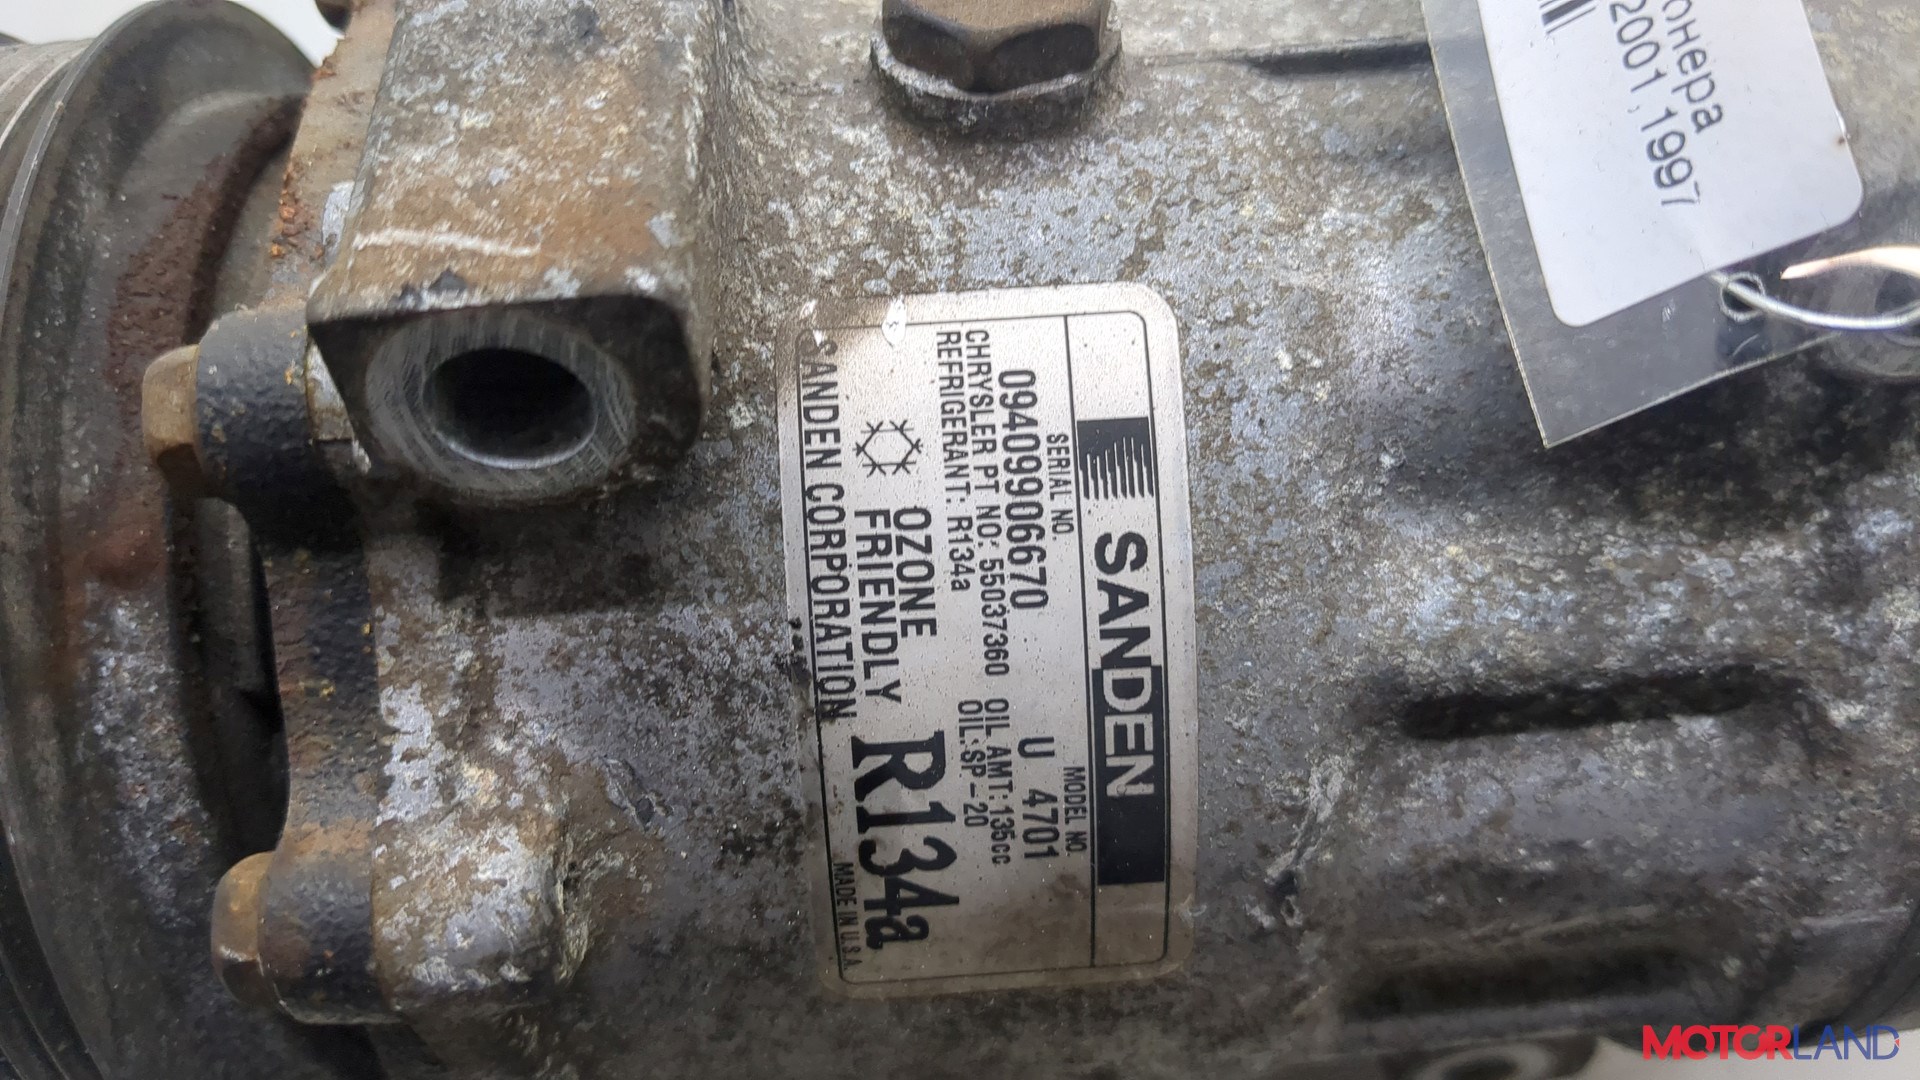 SANDEN
SERIAL NO. MODEL NO.
09409906670 U 4701
CHRYSLER PT NO: 55037360 OIL AMT: 135cc
REFRIGERANT: R134a OIL: SP-20
OZONE
FRIENDLY R134a
SANDEN CORPORATION MADE IN U.S.A.
онера
2001, 1997
MOTORLAND